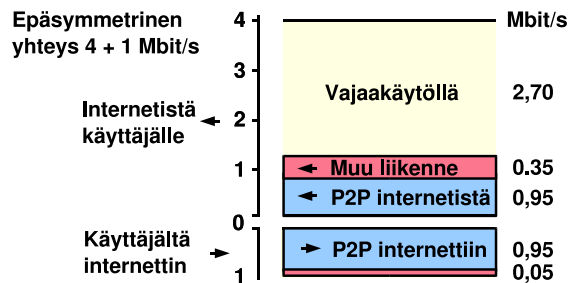 Epäsymmetrinen
yhteys 4 + 1 Mbit/s
4
Mbit/s
3
Vajaakäytöllä
2,70
Internetistä
käyttäjälle
2
1
Muu liikenne
0.35
P2P internetistä
0,95
0
Käyttäjältä
internettin
P2P internettiin
0,95
1
0,05